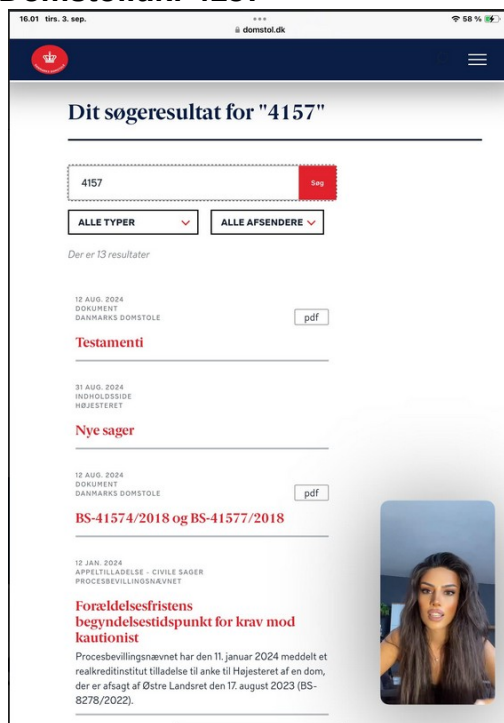 16.01 tirs. 3. sep.
domstol.dk
58 %
Dit søgeresultat for "4157"
4157
Søg
ALLE TYPER
ALLE AFSENDERE
Der er 13 resultater
12 AUG. 2024
DOKUMENT
DANMARKS DOMSTOLE
pdf
Testamenti
31 AUG. 2024
INDHOLDSSIDE
HØJESTERET
Nye sager
12 AUG. 2024
DOKUMENT
DANMARKS DOMSTOLE
pdf
BS-41574/2018 og BS-41577/2018
12 JAN. 2024
APPELTILLADELSE - CIVILE SAGER
PROCESBEVILLINGSNÆVNET
Forældelsesfristens
begyndelsestidspunkt for krav mod
kautionist
Procesbevillingsnævnet har den 11. januar 2024 meddelt et
realkreditinstitut tilladelse til anke til Højesteret af en dom,
der er afsagt af Østre Landsret den 17. august 2023 (BS-
8278/2022).